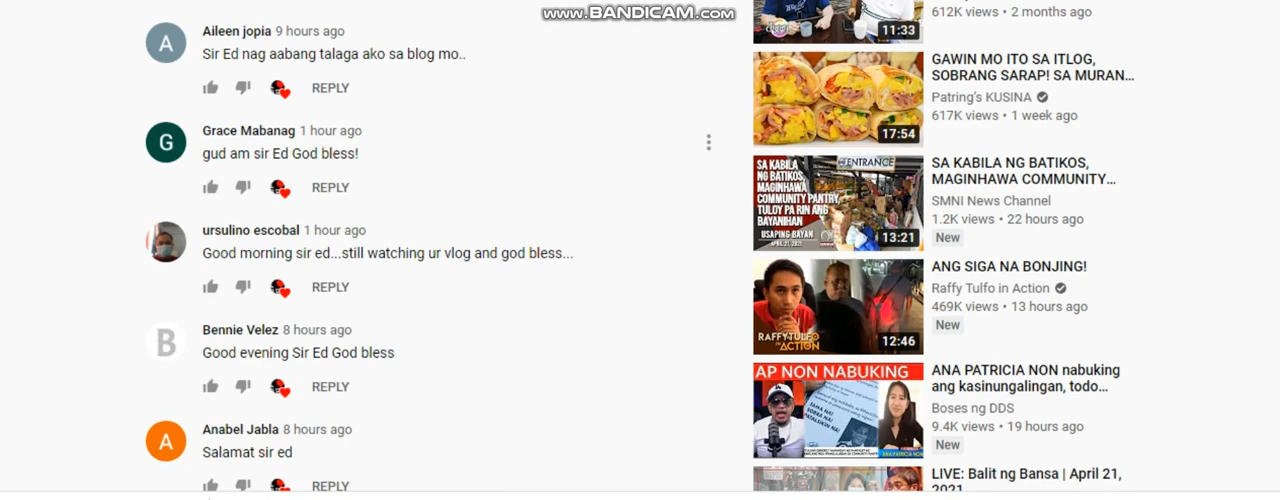 www.BANDICAM.com
Aileen jopia 9 hours ago
Sir Ed nag aabang talaga ako sa blog mo..
REPLY
G
Grace Mabanag 1 hour ago
gud am sir Ed God bless!
REPLY
ursulino escobal 1 hour ago
Good morning sir ed...still watching ur vlog and god bless...
REPLY
B
Bennie Velez 8 hours ago
Good evening Sir Ed God bless
REPLY
A
Anabel Jabla 8 hours ago
Salamat sir ed
REPLY
A
11:33
612K views • 2 months ago
17:54
GAWIN MO ITO SA ITLOG,
SOBRANG SARAP! SA MURAN...
Patring's KUSINA
617K views • 1 week ago
SA KABILA
NG BATIKOS,
MAGINHAWA
COMMUNITY PANTRY,
TULOY PA RIN ANG
BAYANIHAN
USAPING BAYAN
APRIL 21, 2021
ENTRANCE
13:21
SA KABILA NG BATIKOS,
MAGINHAWA COMMUNITY...
SMNI News Channel
1.2K views • 22 hours ago
New
RAFFY TULFO
IN ACTION
12:46
ANG SIGA NA BONJING!
Raffy Tulfo in Action
469K views • 13 hours ago
New
AP NON NABUKING
ANA PATRICIA NON
ANA PATRICIA NON nabuking
ang kasinungalingan, todo...
Boses ng DDS
9.4K views • 19 hours ago
New
LIVE: Balit ng Bansa | April 21,
2021